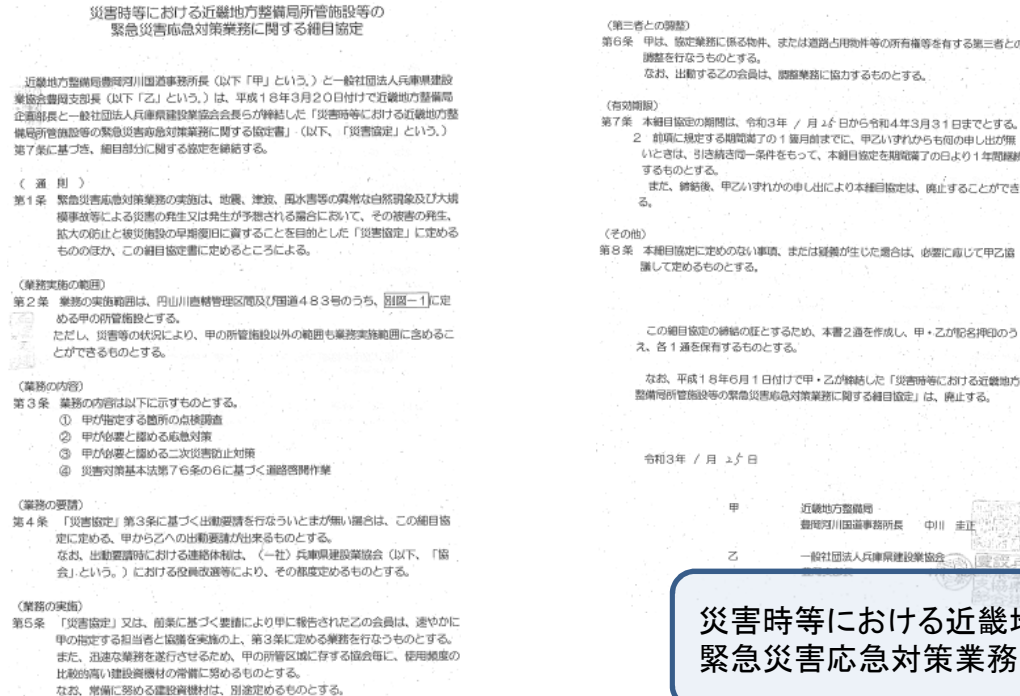 災害時等における近畿地方整備局所管施設等の
緊急災害応急対策業務に関する細目協定
近畿地方整備局豊岡河川国道事務所長（以下「甲」という。）と一般社団法人兵庫県建設
業協会豊岡支部長（以下「乙」という。）は、平成１８年３月２０日付けで近畿地方整備局
企画部長と一般社団法人兵庫県建設業協会会長らが締結した「災害時等における近畿地方整
備局所管施設等の緊急災害応急対策業務に関する協定書」（以下、「災害協定」という。）
第７条に基づき、細目部分に関する協定を締結する。
（ 通 則 ）
第１条 緊急災害応急対策業務の実施は、地震、津波、風水害等の異常な自然現象及び大規
模事故等による災害の発生又は発生が予想される場合において、その被害の発生、
拡大の防止と被災施設の早期復旧に資することを目的とした「災害協定」に定める
もののほか、この細目協定書に定めるところによる。
（業務実施の範囲）
第２条 業務の実施範囲は、円山川直轄管理区間及び国道４８３号のうち、別図－１に定
める甲の所管施設とする。
ただし、災害等の状況により、甲の所管施設以外の範囲も業務実施範囲に含めるこ
とができるものとする。
（業務の内容）
第３条 業務の内容は以下に示すものとする。
① 甲が指定する箇所の点検調査
② 甲が必要と認める応急対策
③ 甲が必要と認める二次災害防止対策
④ 災害対策基本法第７６条の６に基づく道路啓開作業
（業務の要請）
第４条 「災害協定」第３条に基づく出動要請を行なういとまが無い場合は、この細目協
定に定める、甲から乙への出動要請が出来るものとする。
なお、出動要請時における連絡体制は、（一社）兵庫県建設業協会（以下、「協
会」という。）における役員改選等により、その都度定めるものとする。
（業務の実施）
第５条 「災害協定」又は、前条に基づく要請により甲に報告された乙の会員は、速やかに
甲の指定する担当者と協議を実施の上、第３条に定める業務を行なうものとする。
また、迅速な業務を遂行させるため、甲の所管区域に存する協会毎に、使用頻度の
比較的高い建設資機材の常備に努めるものとする。
なお、常備に努める建設資機材は、別途定めるものとする。
（第三者との調整）
第６条 甲は、協定業務に係る物件、または道路占用物件等の所有権等を有する第三者との
調整を行なうものとする。
なお、出動する乙の会員は、調整業務に協力するものとする。
（有効期限）
第７条 本細目協定の期間は、令和３年 １ 月 25 日から令和４年３月３１日までとする。
２ 前項に規定する期間満了の１箇月前までに、甲乙いずれからも何の申し出が無
いときは、引き続き同一条件をもって、本細目協定を期間満了の日より１年間継続
するものとする。
また、締結後、甲乙いずれかの申し出により本細目協定は、廃止することができ
る。
（その他）
第８条 本細目協定に定めのない事項、または疑義が生じた場合は、必要に応じて甲乙協
議して定めるものとする。
この細目協定の締結の証とするため、本書２通を作成し、甲・乙が記名押印のう
え、各１通を保有するものとする。
なお、平成１８年６月１日付けで甲・乙が締結した「災害時等における近畿地方
整備局所管施設等の緊急災害応急対策業務に関する細目協定」は、廃止する。
令和３年 １ 月 25 日
甲 近畿地方整備局
豊岡河川国道事務所長 中川 圭正
乙 一般社団法人兵庫県建設業協会
災害時等における近畿地
緊急災害応急対策業務